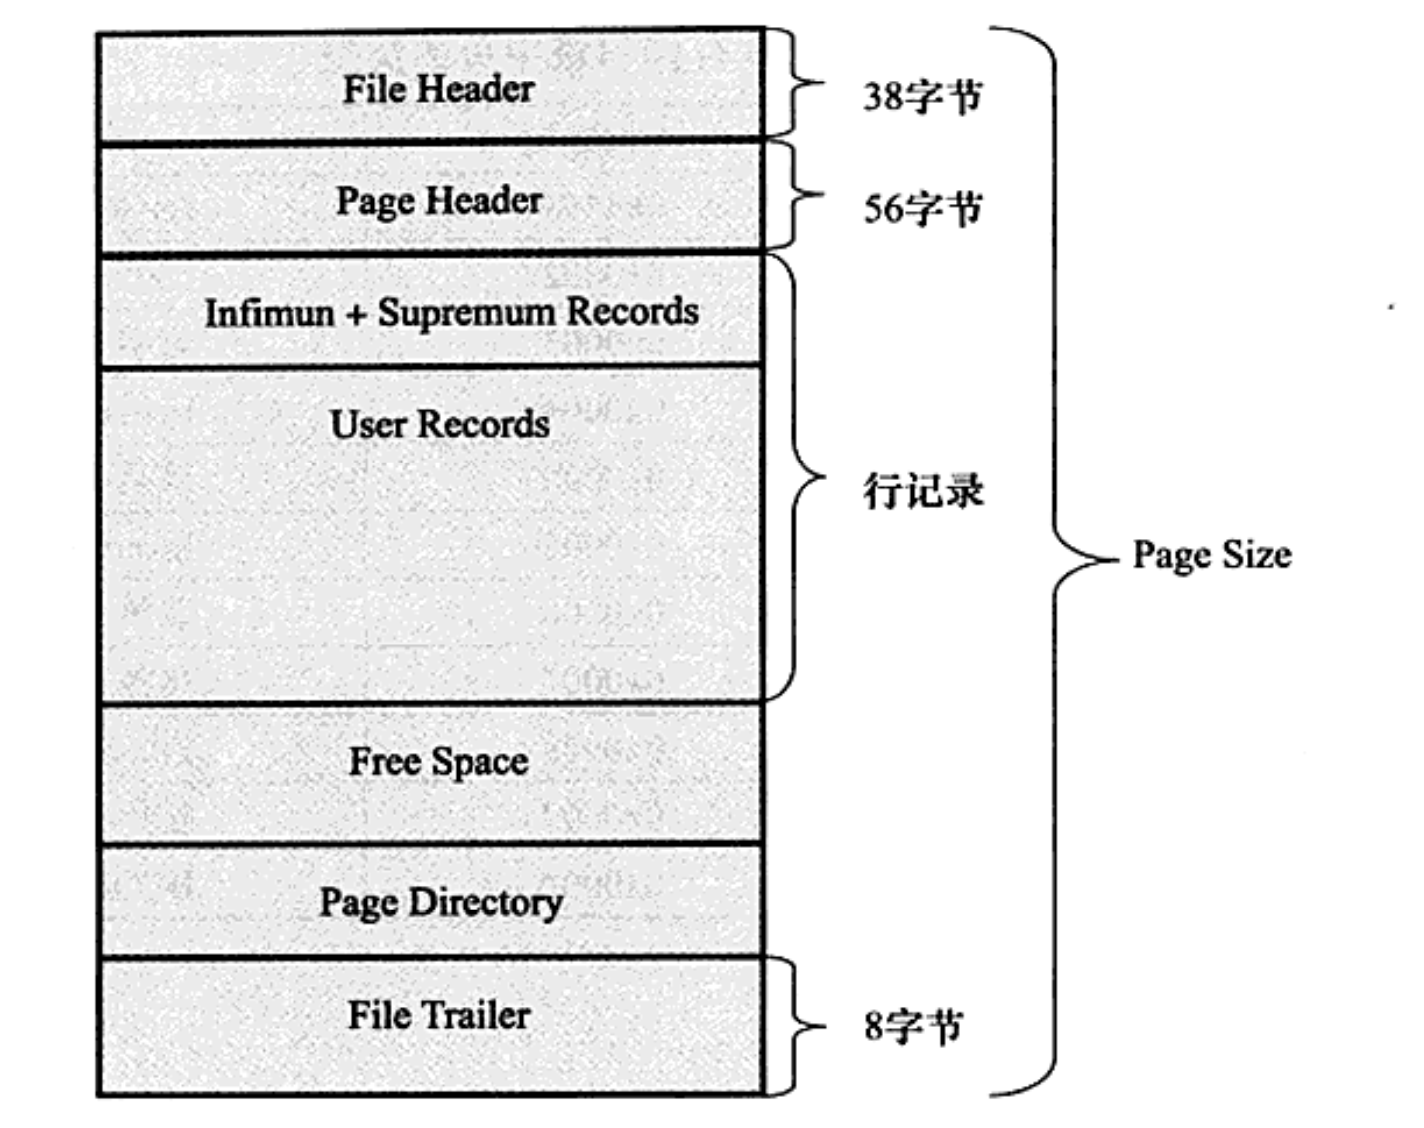 File Header
38字节
Page Header
56字节
Infimun + Supremum Records
User Records
行记录
Page Size
Free Space
Page Directory
File Trailer
8字节